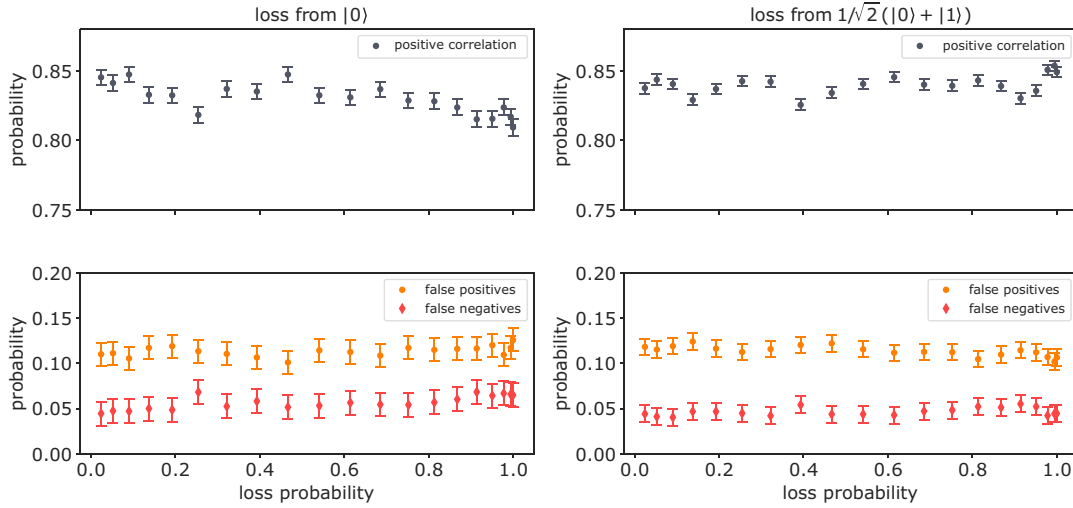 loss from |0⟩
probability
0.85
0.80
0.75
positive correlation
loss from 1/√2 (|0⟩ + |1⟩)
probability
0.85
0.80
0.75
positive correlation
probability
0.20
0.15
0.10
0.05
0.00
false positives
false negatives
0.0 0.2 0.4 0.6 0.8 1.0
loss probability
probability
0.20
0.15
0.10
0.05
0.00
false positives
false negatives
0.0 0.2 0.4 0.6 0.8 1.0
loss probability